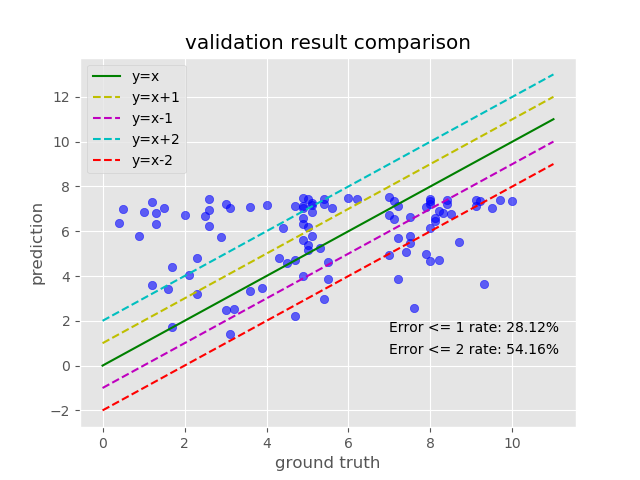 validation result comparison
y=x
y=x+1
y=x-1
y=x+2
y=x-2
12
10
8
6
4
2
0
−2
prediction
Error <= 1 rate: 28.12%
Error <= 2 rate: 54.16%
0 2 4 6 8 10
ground truth